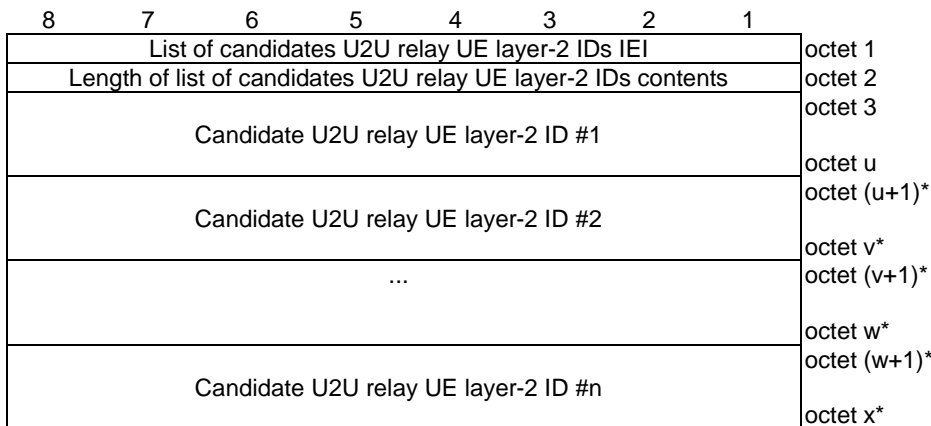 8 7 6 5 4 3 2 1
List of candidates U2U relay UE layer-2 IDs IEI octet 1
Length of list of candidates U2U relay UE layer-2 IDs contents octet 2
octet 3
Candidate U2U relay UE layer-2 ID #1
octet u
octet (u+1)*
Candidate U2U relay UE layer-2 ID #2
octet v*
... octet (v+1)*
octet w*
octet (w+1)*
Candidate U2U relay UE layer-2 ID #n
octet x*